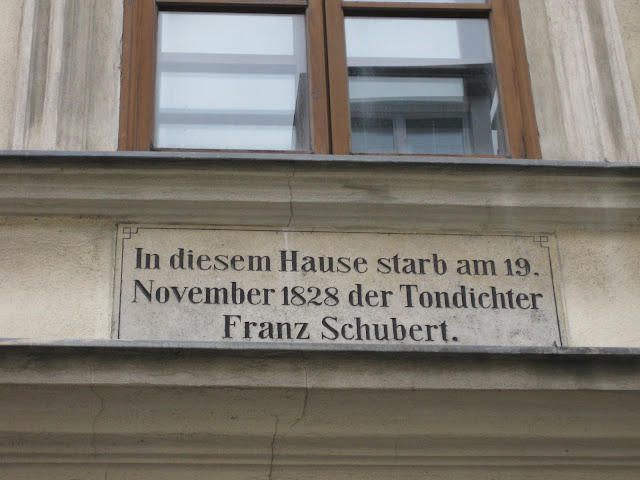 In diesem Hause starb am 19.
November 1828 der Tondichter
Franz Schubert.